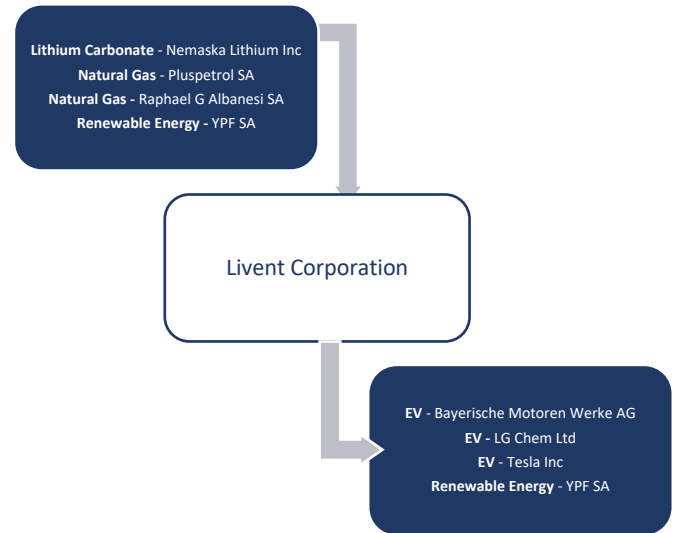 Lithium Carbonate - Nemaska Lithium Inc
Natural Gas - Pluspetrol SA
Natural Gas - Raphael G Albanesi SA
Renewable Energy - YPF SA
Livent Corporation
EV - Bayerische Motoren Werke AG
EV - LG Chem Ltd
EV - Tesla Inc
Renewable Energy - YPF SA